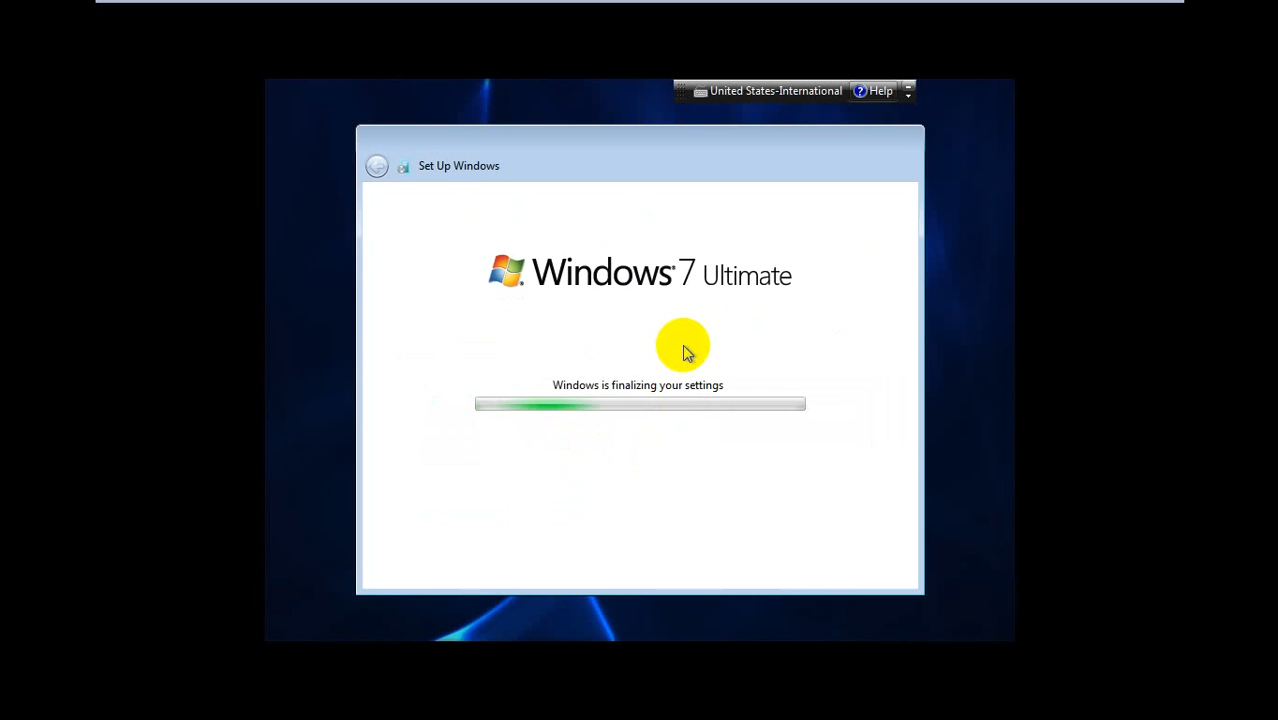 United States-International Help
Set Up Windows
Windows 7 Ultimate
Windows is finalizing your settings